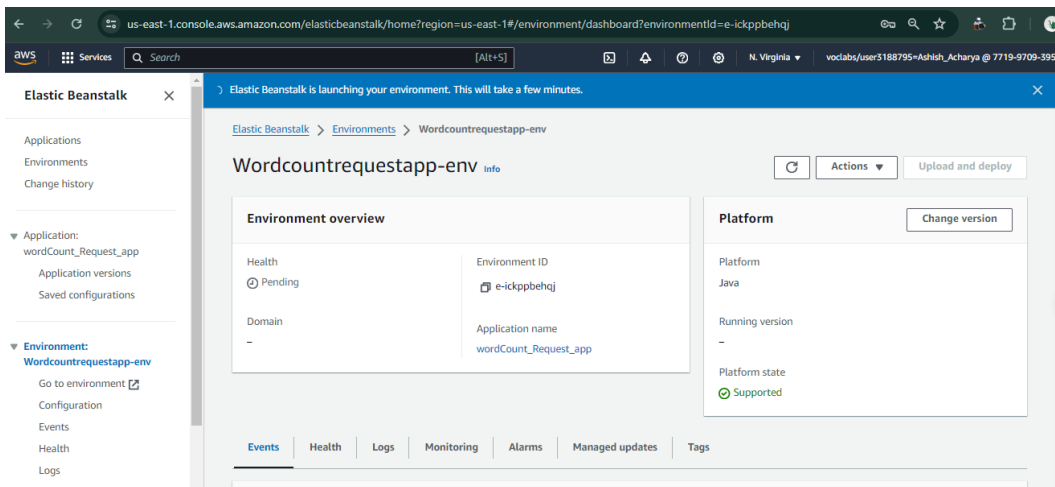 us-east-1.console.aws.amazon.com/elasticbeanstalk/home?region=us-east-1#/environment/dashboard?environmentId=e-ickppbehqj
aws Services Search [Alt+S] N. Virginia voclabs/user3188795=Ashish_Acharya @ 7719-9709-395
Elastic Beanstalk
Applications
Environments
Change history
Application:
wordCount_Request_app
Application versions
Saved configurations
Environment:
Wordcountrequestapp-env
Go to environment
Configuration
Events
Health
Logs
Elastic Beanstalk is launching your environment. This will take a few minutes.
Elastic Beanstalk > Environments > Wordcountrequestapp-env
Wordcountrequestapp-env Info
Actions Upload and deploy
Environment overview
Health
Pending
Environment ID
e-ickppbehqj
Domain
–
Application name
wordCount_Request_app
Platform Change version
Platform
Java
Running version
–
Platform state
Supported
Events Health Logs Monitoring Alarms Managed updates Tags